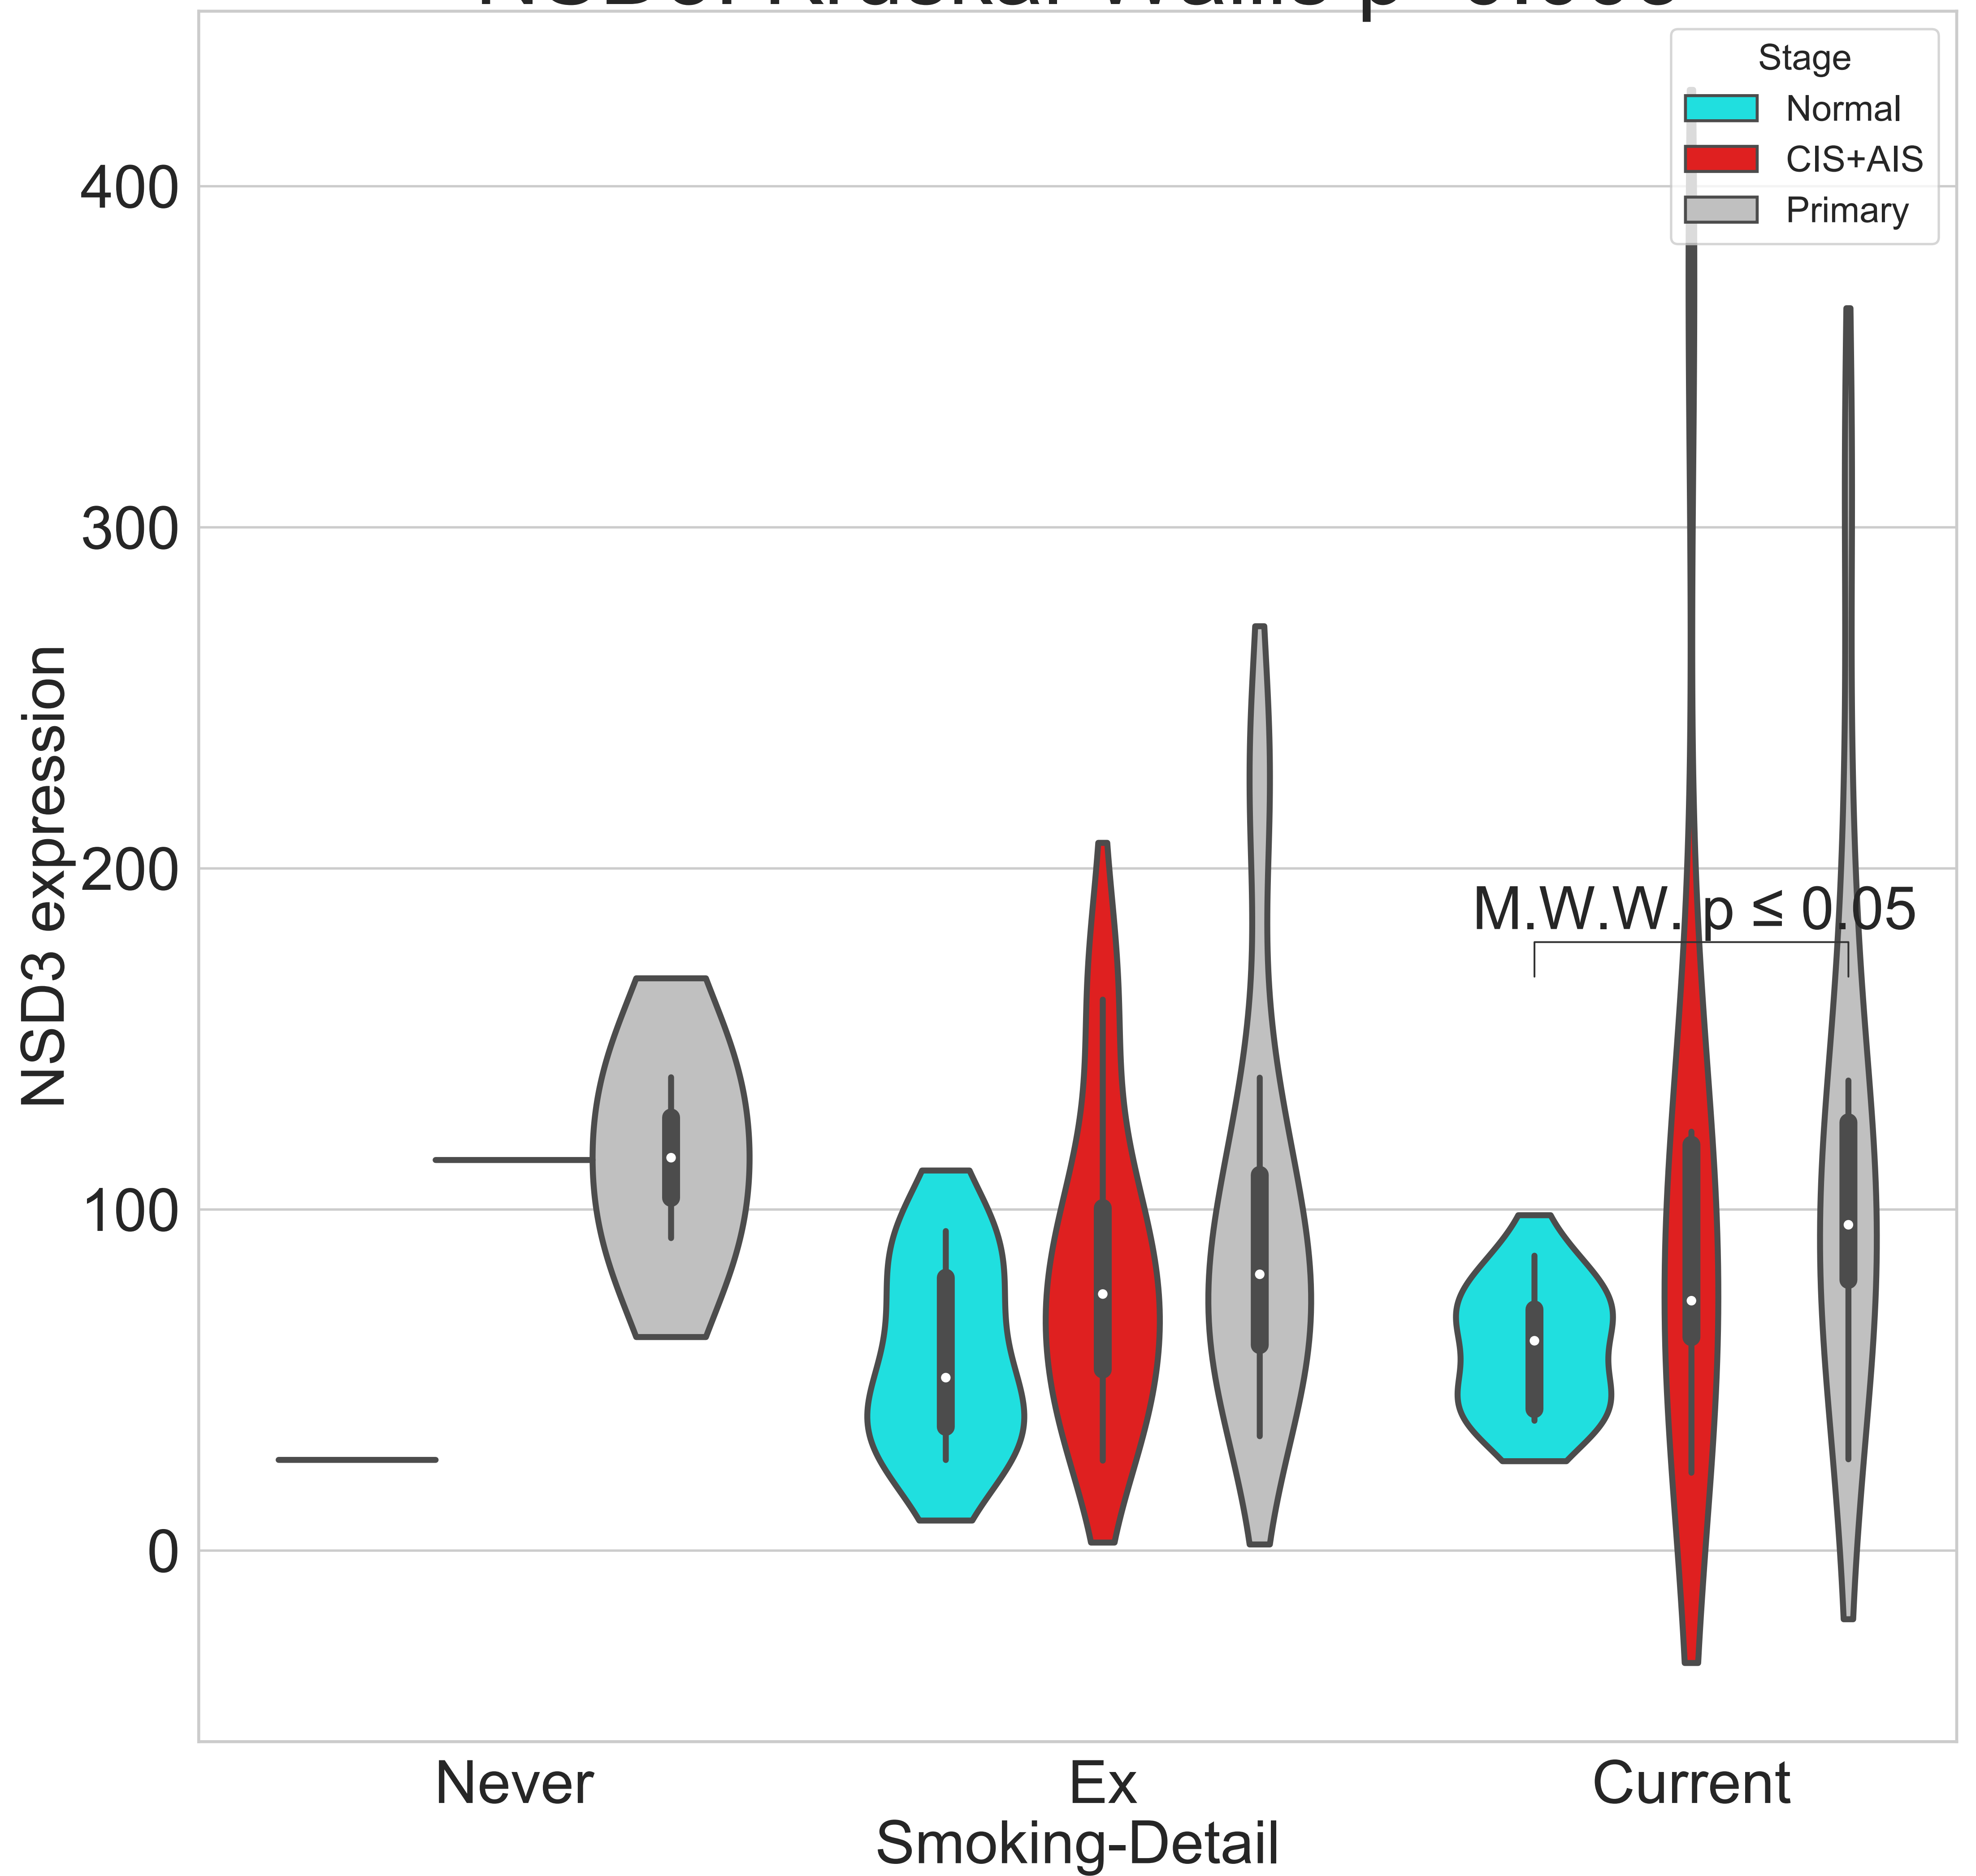 Stage
Normal
CIS+AIS
Primary
400
300
200
100
0
NSD3 expression
M.W.W. p ≤ 0.05
Never
Ex
Current
Smoking-Detail